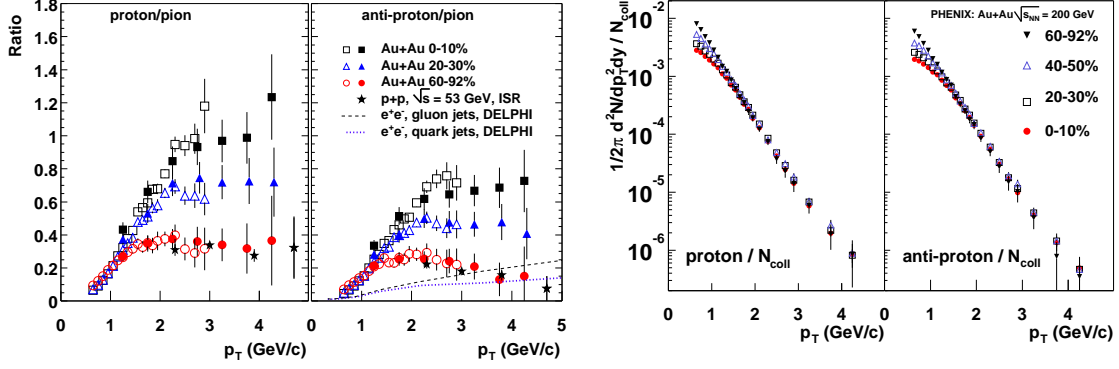 proton/pion
anti-proton/pion
Ratio
1.8
1.6
1.4
1.2
1
0.8
0.6
0.4
0.2
0
Au+Au 0-10%
Au+Au 20-30%
Au+Au 60-92%
p+p, √s = 53 GeV, ISR
e⁺e⁻, gluon jets, DELPHI
e⁺e⁻, quark jets, DELPHI
0 1 2 3 4 0 1 2 3 4 5
p_T (GeV/c) p_T (GeV/c)
1/2π d²N/dp_T²dy / N_coll
10⁻²
10⁻³
10⁻⁴
10⁻⁵
10⁻⁶
PHENIX: Au+Au √s_NN = 200 GeV
60-92%
40-50%
20-30%
0-10%
proton / N_coll
anti-proton / N_coll
0 1 2 3 4 0 1 2 3 4
p_T (GeV/c) p_T (GeV/c)